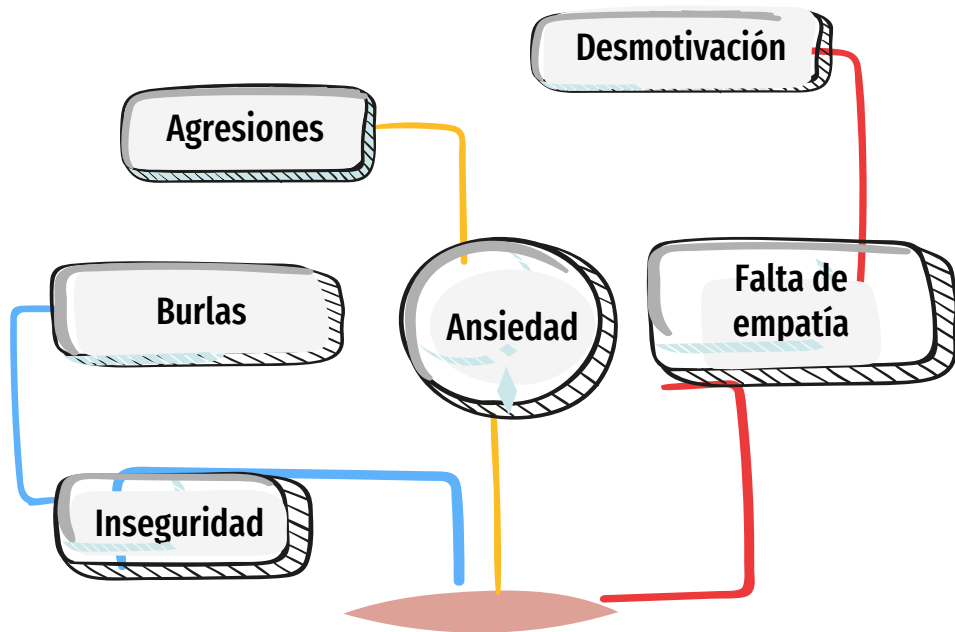 Desmotivación
Agresiones
Burlas
Ansiedad
Falta de
empatía
Inseguridad